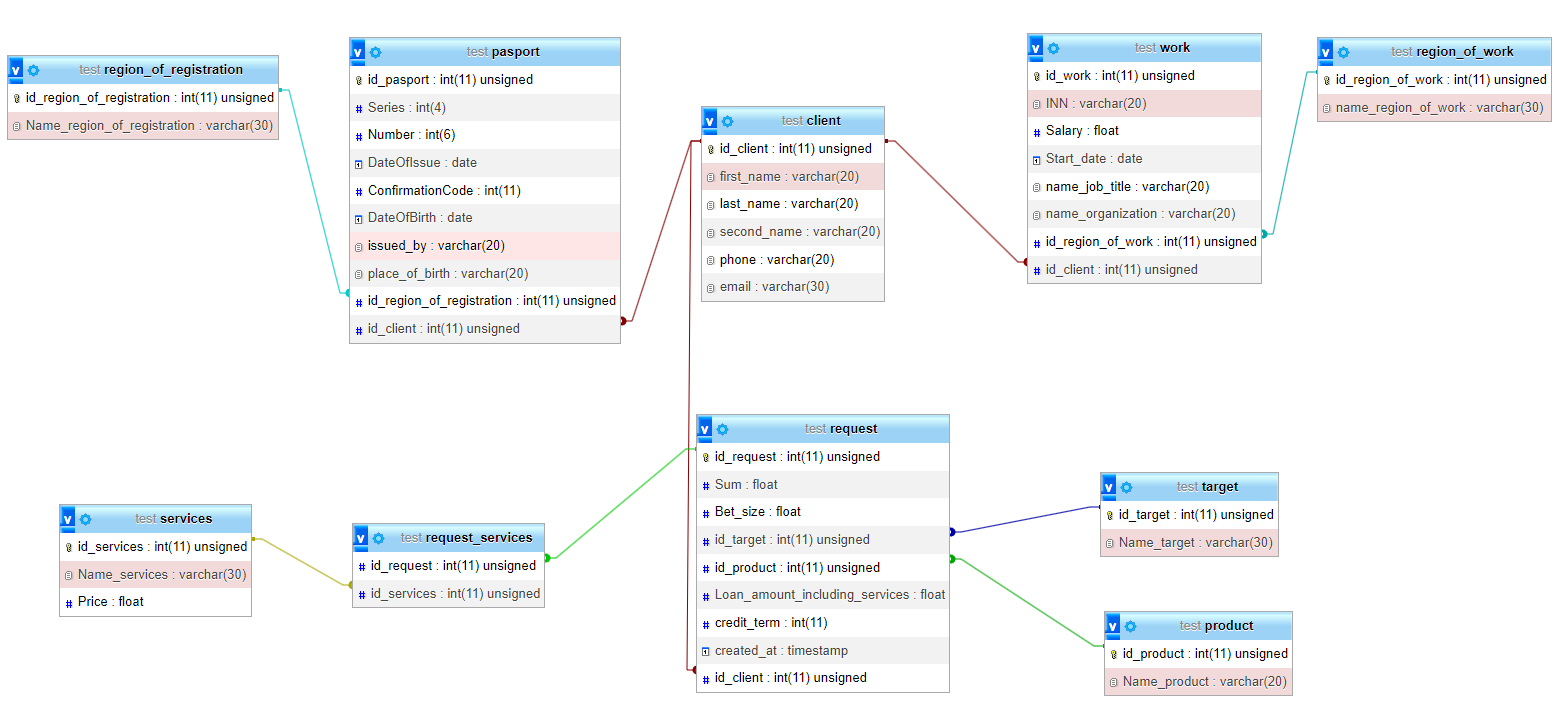 v test region_of_registration
id_region_of_registration : int(11) unsigned
Name_region_of_registration : varchar(30)
v test pasport
id_pasport : int(11) unsigned
# Series : int(4)
# Number : int(6)
DateOfIssue : date
# ConfirmationCode : int(11)
DateOfBirth : date
issued_by : varchar(20)
place_of_birth : varchar(20)
# id_region_of_registration : int(11) unsigned
# id_client : int(11) unsigned
v test client
id_client : int(11) unsigned
first_name : varchar(20)
last_name : varchar(20)
second_name : varchar(20)
phone : varchar(20)
email : varchar(30)
v test work
id_work : int(11) unsigned
INN : varchar(20)
# Salary : float
Start_date : date
name_job_title : varchar(20)
name_organization : varchar(20)
# id_region_of_work : int(11) unsigned
# id_client : int(11) unsigned
v test region_of_work
id_region_of_work : int(11) unsigned
name_region_of_work : varchar(30)
v test services
id_services : int(11) unsigned
Name_services : varchar(30)
# Price : float
v test request_services
# id_request : int(11) unsigned
# id_services : int(11) unsigned
v test request
id_request : int(11) unsigned
# Sum : float
# Bet_size : float
# id_target : int(11) unsigned
# id_product : int(11) unsigned
# Loan_amount_including_services : float
# credit_term : int(11)
created_at : timestamp
# id_client : int(11) unsigned
v test target
id_target : int(11) unsigned
Name_target : varchar(30)
v test product
id_product : int(11) unsigned
Name_product : varchar(20)